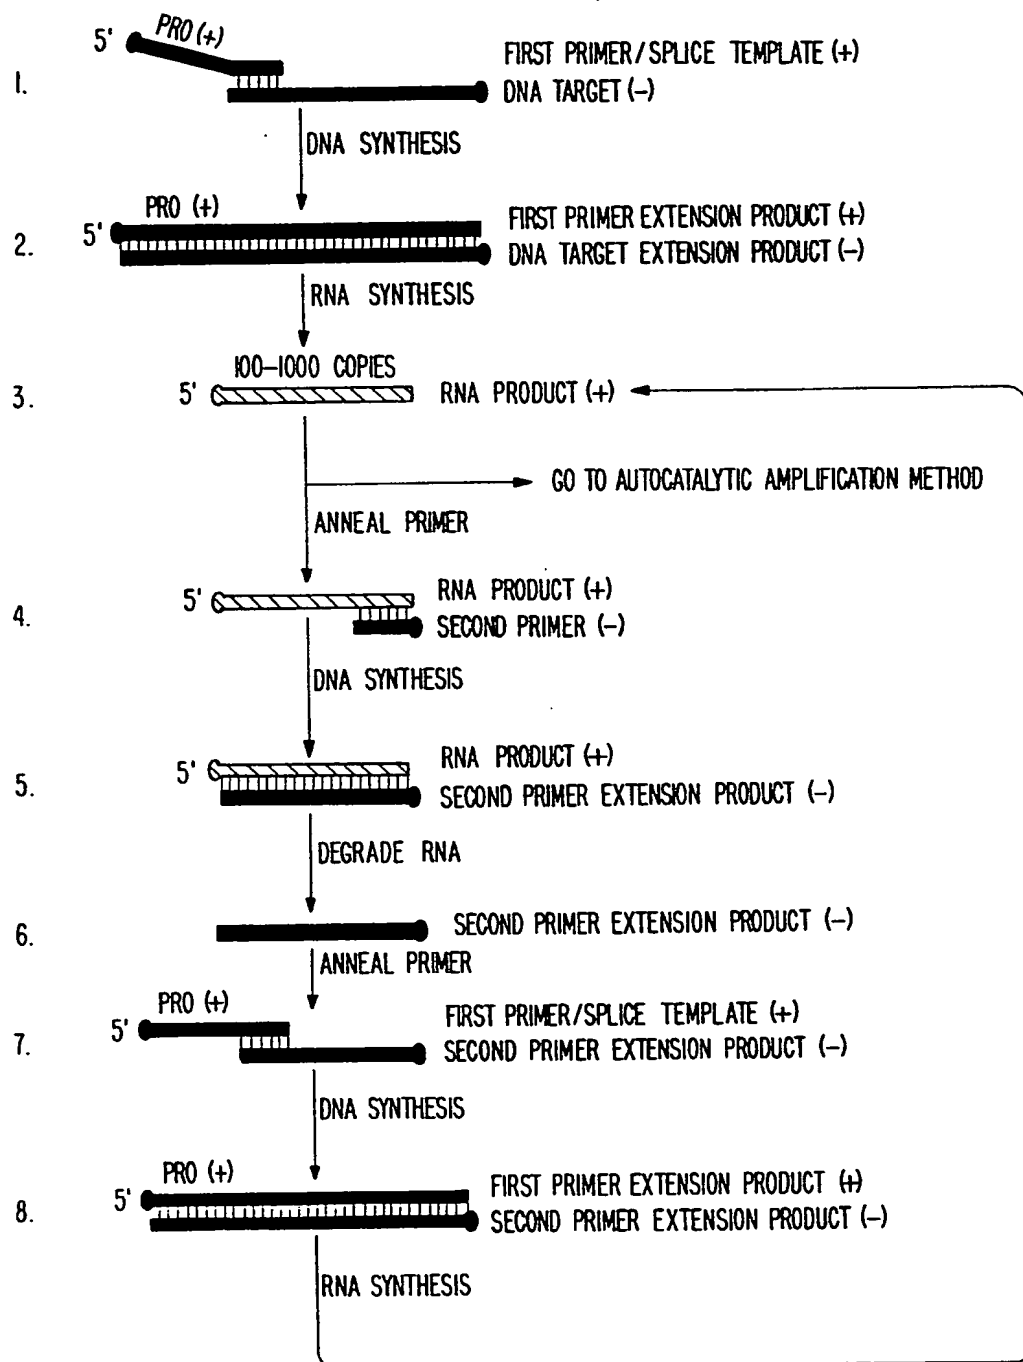 5' PRO (+)
1. FIRST PRIMER/SPLICE TEMPLATE (+)
DNA TARGET (−)
DNA SYNTHESIS
PRO (+)
2. 5' FIRST PRIMER EXTENSION PRODUCT (+)
DNA TARGET EXTENSION PRODUCT (−)
RNA SYNTHESIS
100–1000 COPIES
3. 5' RNA PRODUCT (+)
GO TO AUTOCATALYTIC AMPLIFICATION METHOD
ANNEAL PRIMER
4. 5' RNA PRODUCT (+)
SECOND PRIMER (−)
DNA SYNTHESIS
5. 5' RNA PRODUCT (+)
SECOND PRIMER EXTENSION PRODUCT (−)
DEGRADE RNA
6. SECOND PRIMER EXTENSION PRODUCT (−)
ANNEAL PRIMER
PRO (+)
7. 5' FIRST PRIMER/SPLICE TEMPLATE (+)
SECOND PRIMER EXTENSION PRODUCT (−)
DNA SYNTHESIS
PRO (+)
8. 5' FIRST PRIMER EXTENSION PRODUCT (+)
SECOND PRIMER EXTENSION PRODUCT (−)
RNA SYNTHESIS